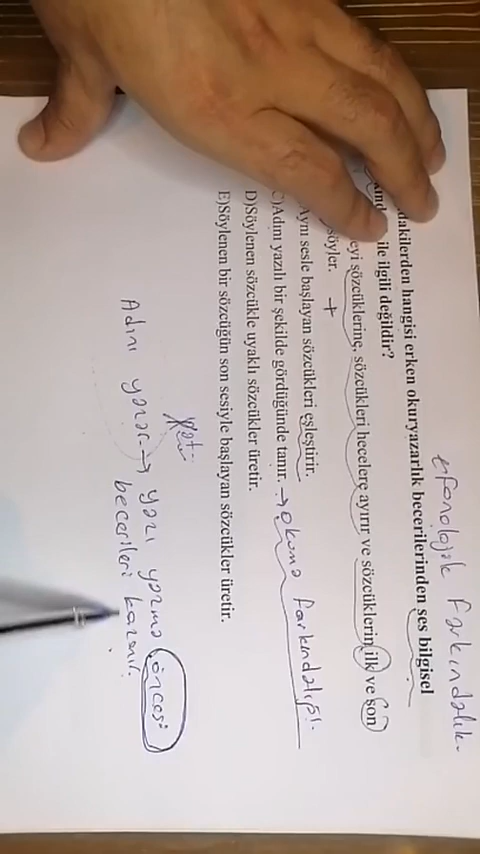 fonolojik farkındalık
dakilerden hangisi erken okuryazarlık becerilerinden ses bilgisel
ile ilgili değildir?
eyi sözcüklerine, sözcükleri hecelere ayırır ve sözcüklerin ilk ve son
söyler. +
Aynı sesle başlayan sözcükleri eşleştirir.
C)Adını yazılı bir şekilde gördüğünde tanır. → okuma farkındalığı.
D)Söylenen sözcükle uyaklı sözcükler üretir.
E)Söylenen bir sözcüğün son sesiyle başlayan sözcükler üretir.
Adını yazar → yazı yazma öncesi
becerileri kazanır.